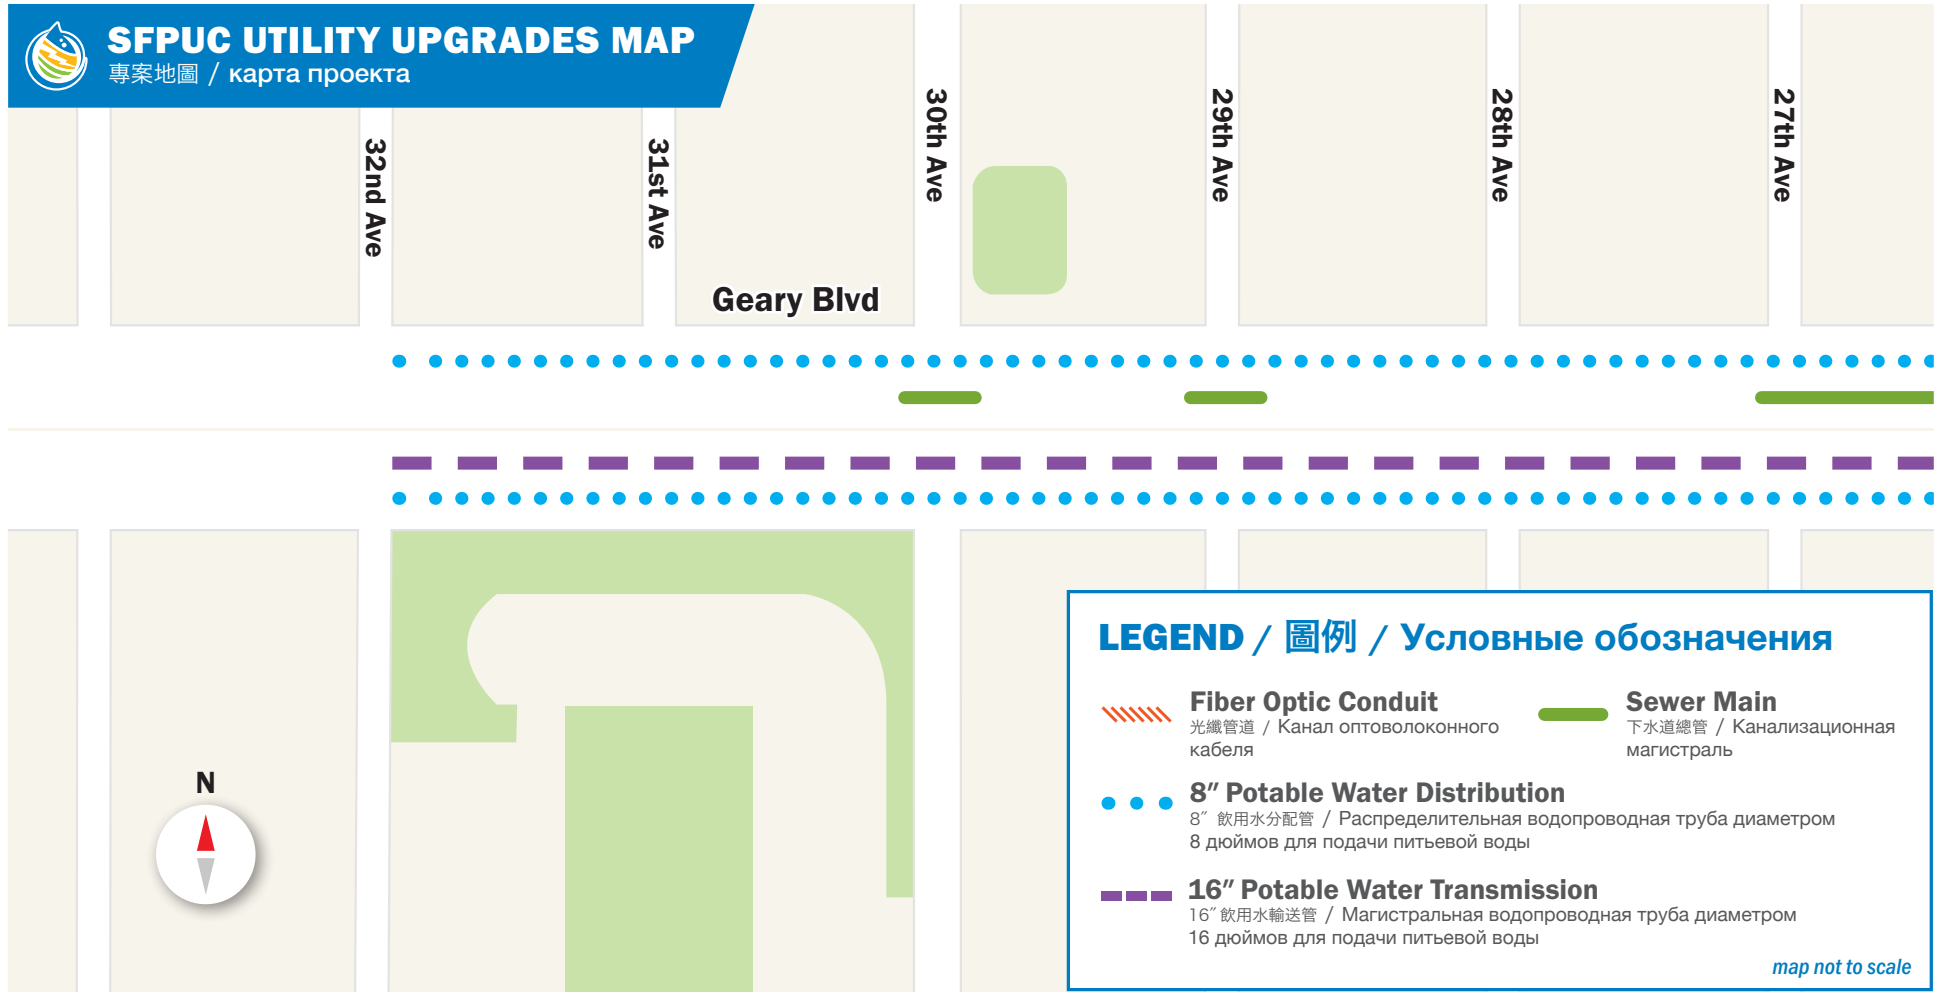 SFPUC UTILITY UPGRADES MAP
專案地圖 / карта проекта
32nd Ave
31st Ave
30th Ave
29th Ave
28th Ave
27th Ave
Geary Blvd
N
LEGEND / 圖例 / Условные обозначения
Fiber Optic Conduit
光纖管道 / Канал оптоволоконного
кабеля
Sewer Main
下水道總管 / Канализационная
магистраль
8″ Potable Water Distribution
8″ 飲用水分配管 / Распределительная водопроводная труба диаметром
8 дюймов для подачи питьевой воды
16″ Potable Water Transmission
16″ 飲用水輸送管 / Магистральная водопроводная труба диаметром
16 дюймов для подачи питьевой воды
map not to scale